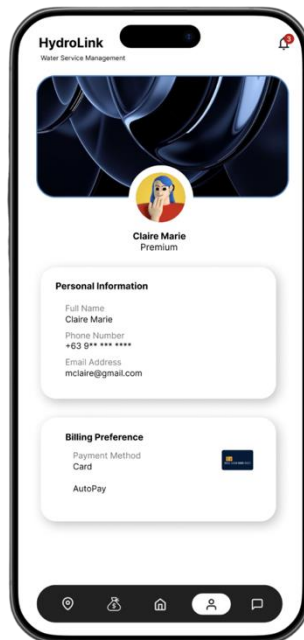 HydroLink
3
Water Service Management
Claire Marie
Premium
Personal Information
Full Name
Claire Marie
Phone Number
+63 9** *** ****
Email Address
mclaire@gmail.com
Billing Preference
Payment Method
Card
AutoPay